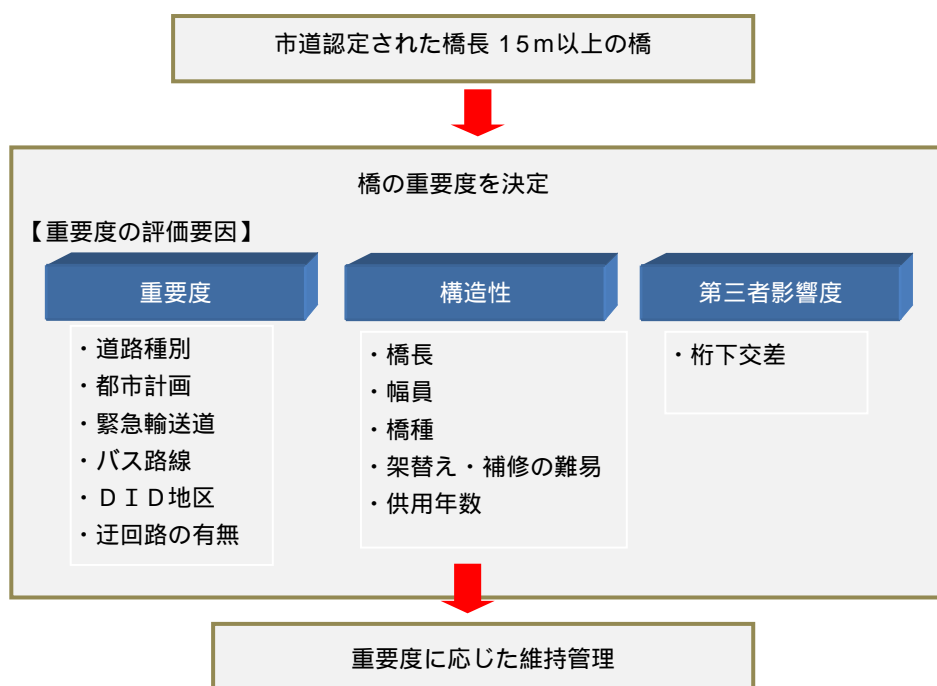 市道認定された橋長 15m以上の橋
橋の重要度を決定
【重要度の評価要因】
重要度
・道路種別
・都市計画
・緊急輸送道
・バス路線
・DID地区
・迂回路の有無
構造性
・橋長
・幅員
・橋種
・架替え・補修の難易
・供用年数
第三者影響度
・桁下交差
重要度に応じた維持管理